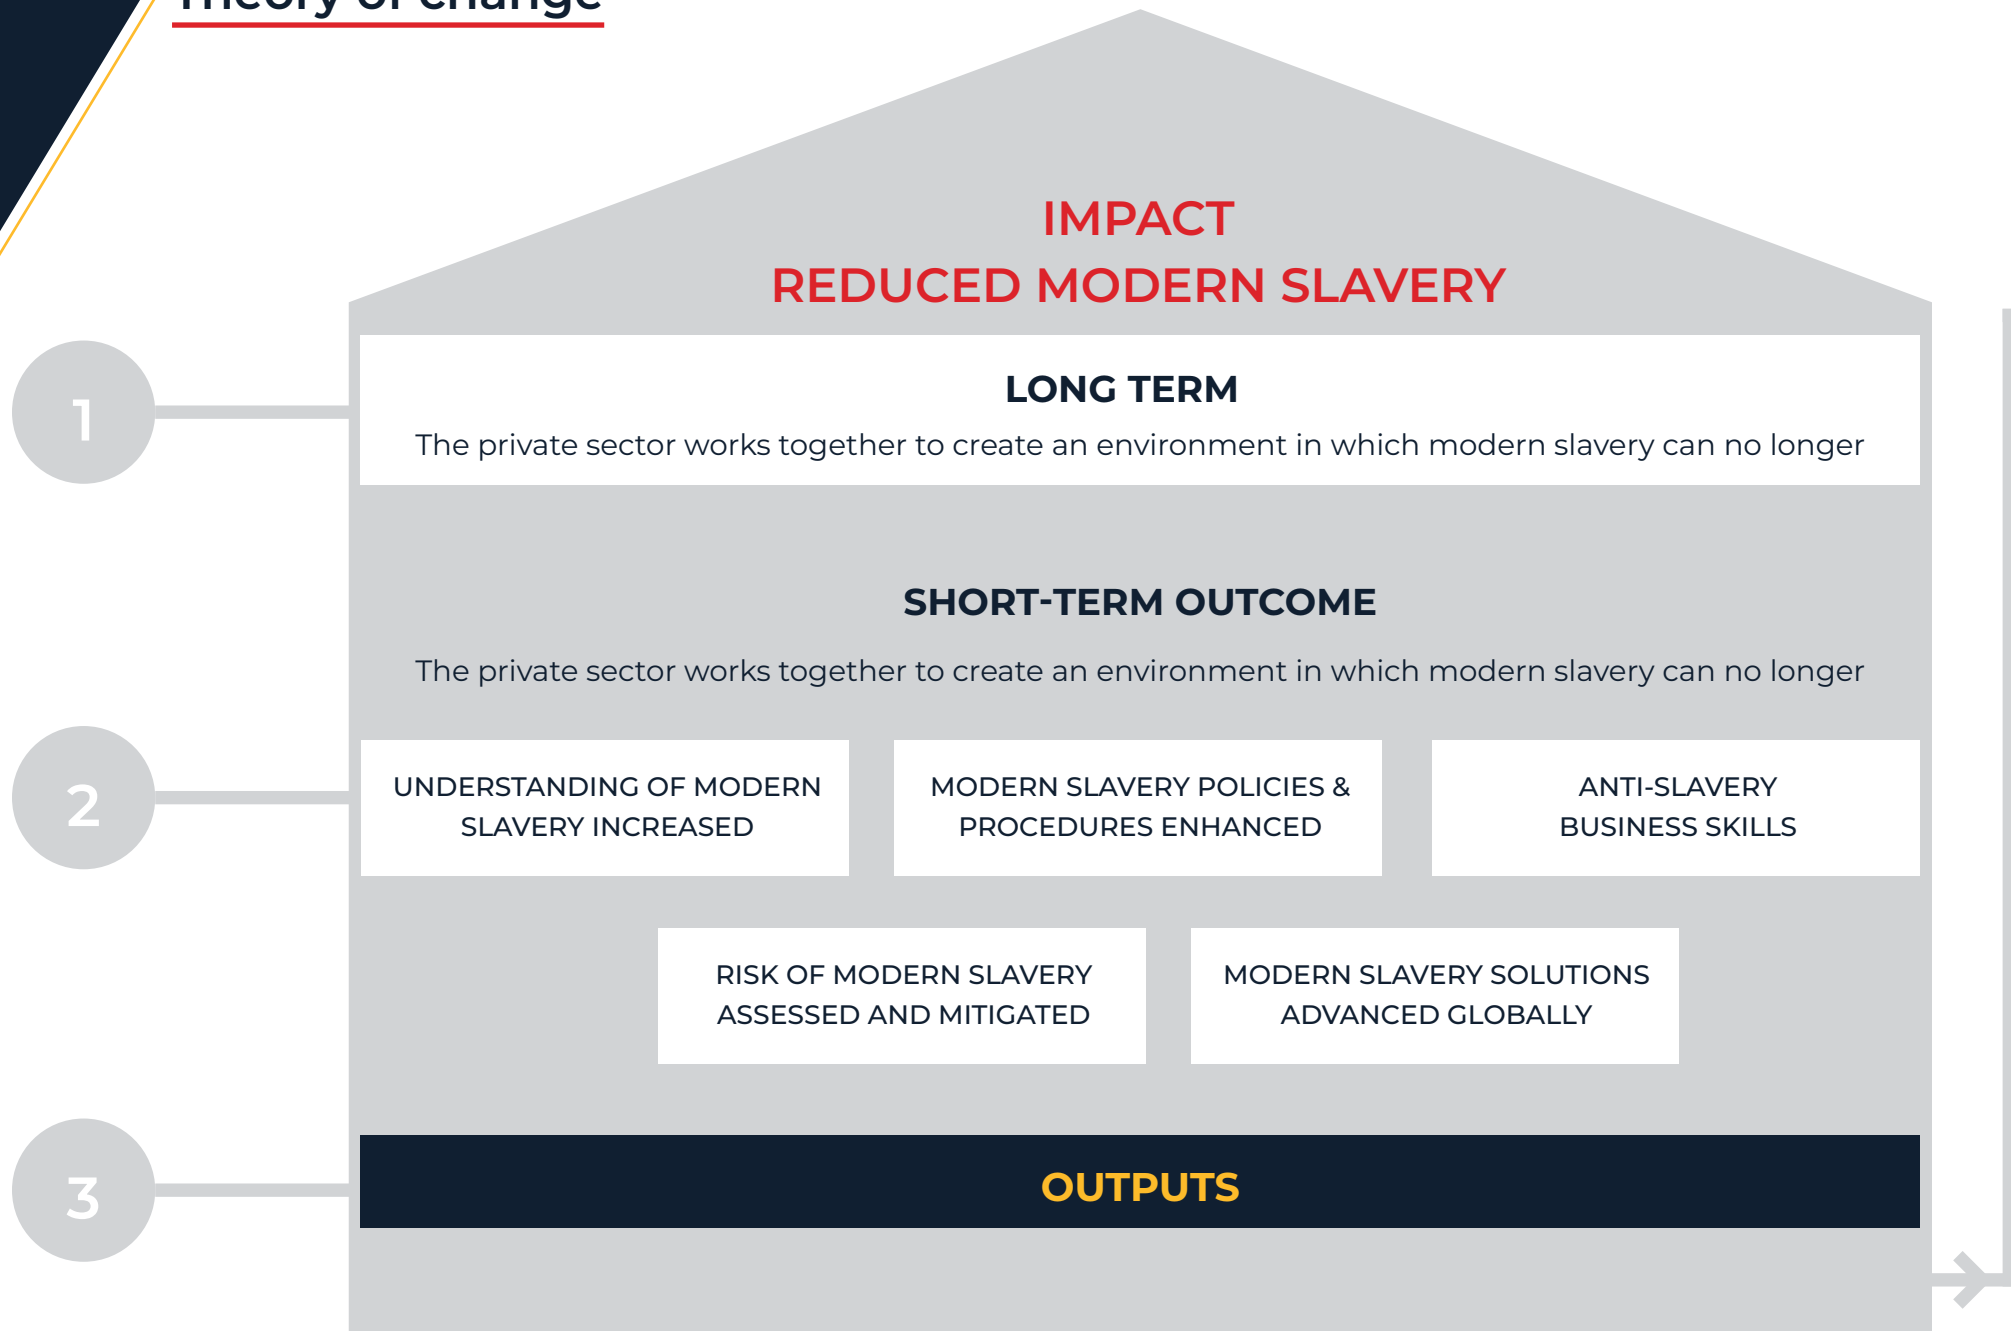 Theory of change
IMPACT
REDUCED MODERN SLAVERY
1
LONG TERM
The private sector works together to create an environment in which modern slavery can no longer
SHORT-TERM OUTCOME
The private sector works together to create an environment in which modern slavery can no longer
2
UNDERSTANDING OF MODERN
SLAVERY INCREASED
MODERN SLAVERY POLICIES &
PROCEDURES ENHANCED
ANTI-SLAVERY
BUSINESS SKILLS
RISK OF MODERN SLAVERY
ASSESSED AND MITIGATED
MODERN SLAVERY SOLUTIONS
ADVANCED GLOBALLY
3
OUTPUTS